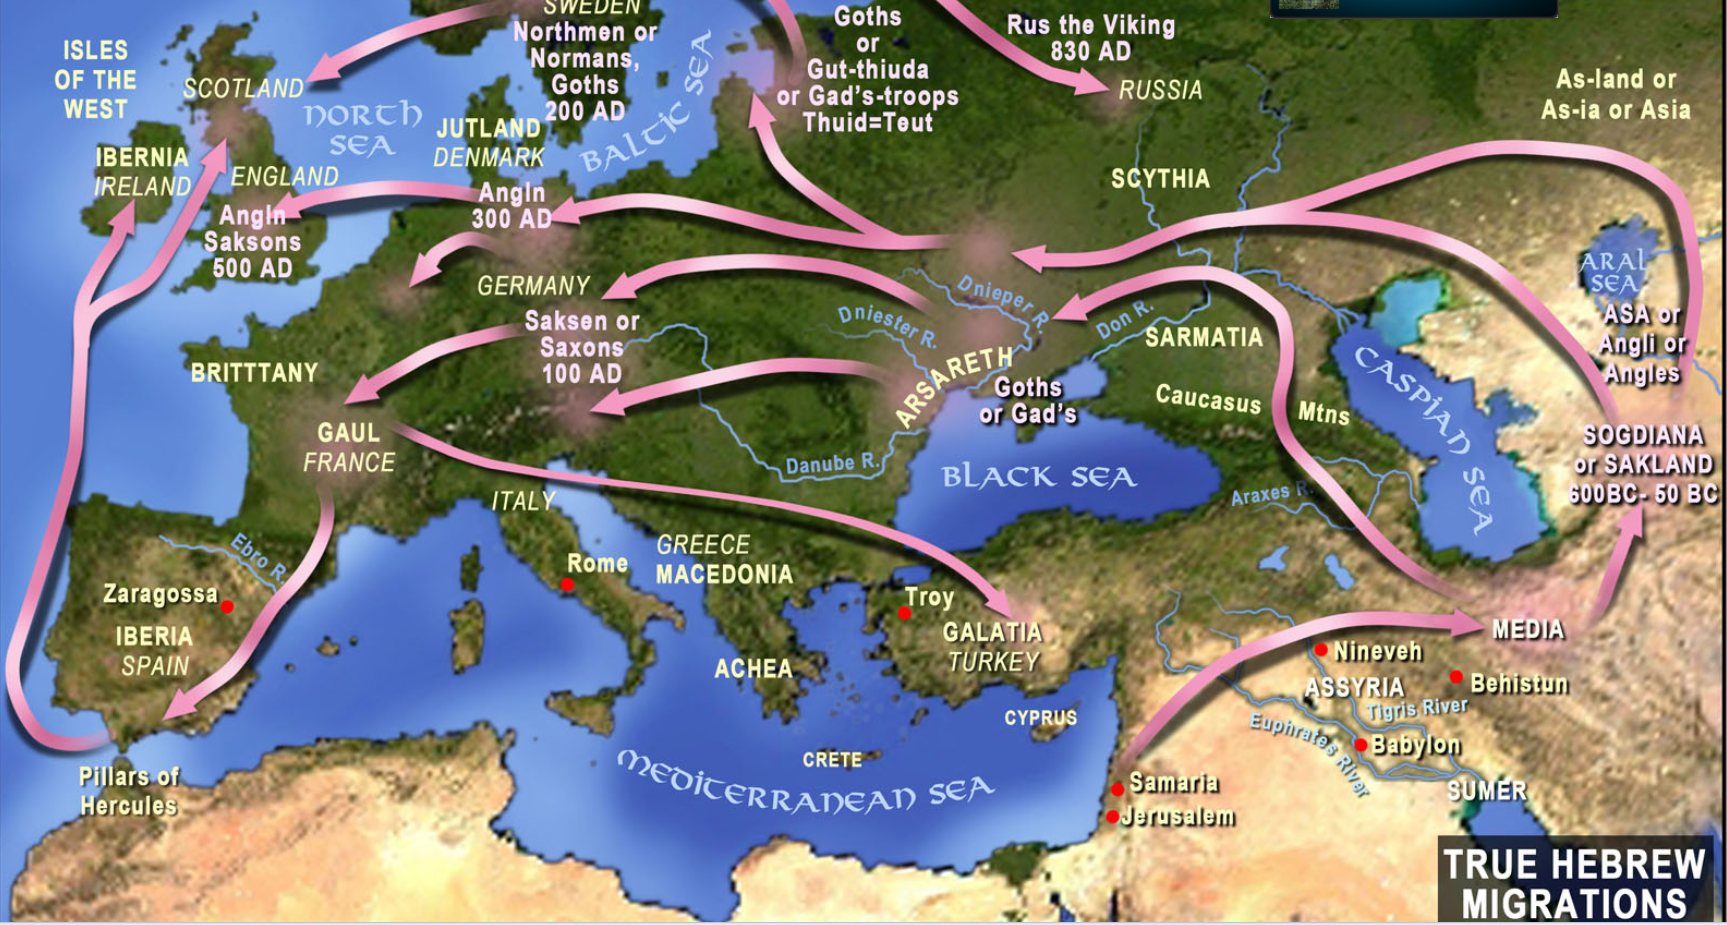 SWEDEN
Northmen or
Normans,
Goths
200 AD
Goths
or
Gut-thiuda
or Gad's-troops
Thuid=Teut
Rus the Viking
830 AD
RUSSIA
As-land or
As-ia or Asia
ISLES
OF THE
WEST
SCOTLAND
NORTH
SEA
JUTLAND
DENMARK
BALTIC SEA
IBERNIA
IRELAND
ENGLAND
Angln
Saksons
500 AD
Angln
300 AD
SCYTHIA
ARAL
SEA
ASA or
Angli or
Angles
GERMANY
Saksen or
Saxons
100 AD
Dnieper R.
Dniester R.
Don R.
SARMATIA
BRITTTANY
ARSARETH
Goths
or Gad's
Caucasus Mtns
CASPIAN SEA
GAUL
FRANCE
Danube R.
BLACK SEA
SOGDIANA
or SAKLAND
600BC- 50 BC
Araxes R.
ITALY
Ebro R.
Rome
GREECE
MACEDONIA
Zaragossa
IBERIA
SPAIN
Troy
GALATIA
TURKEY
MEDIA
Nineveh
ACHEA
ASSYRIA
Behistun
Tigris River
CYPRUS
Euphrates River
Babylon
CRETE
MEDITERRANEAN SEA
Pillars of
Hercules
Samaria
Jerusalem
SUMER
TRUE HEBREW
MIGRATIONS